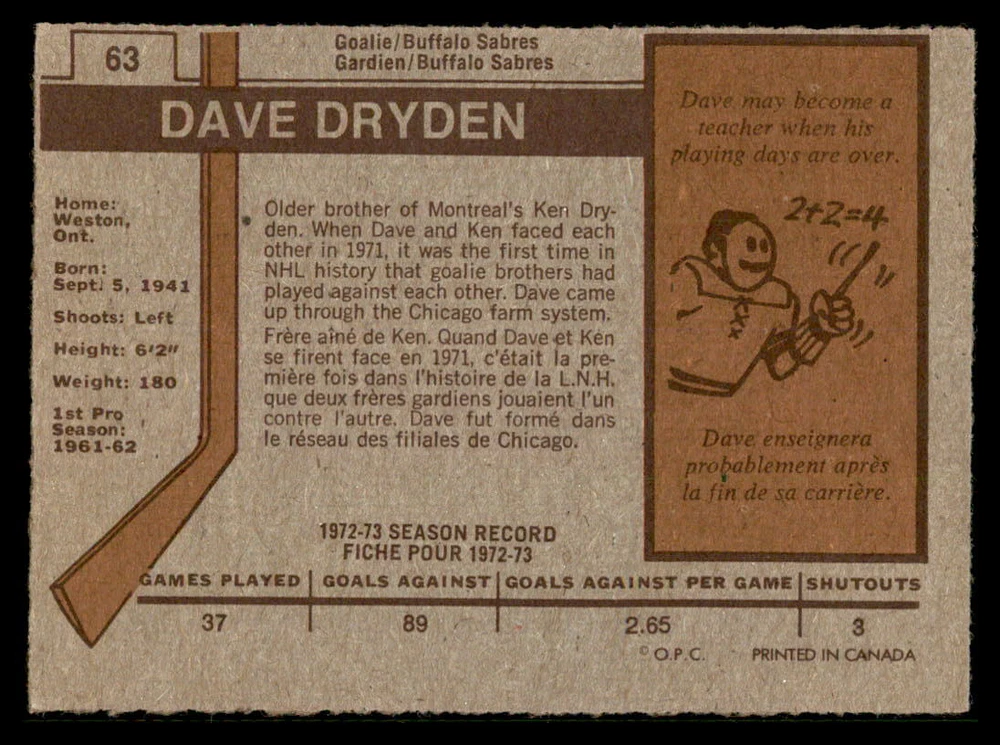 63
Goalie/Buffalo Sabres
Gardien/Buffalo Sabres
DAVE DRYDEN
Home:
Weston,
Ont.
Born:
Sept. 5, 1941
Shoots: Left
Height: 6'2"
Weight: 180
1st Pro
Season:
1961-62
Older brother of Montreal's Ken Dry-
den. When Dave and Ken faced each
other in 1971, it was the first time in
NHL history that goalie brothers had
played against each other. Dave came
up through the Chicago farm system.
Frère aîné de Ken. Quand Dave et Ken
se firent face en 1971, c'était la pre-
mière fois dans l'histoire de la L.N.H.
que deux frères gardiens jouaient l'un
contre l'autre. Dave fut formé dans
le réseau des filiales de Chicago.
Dave may become a
teacher when his
playing days are over.
2+2=4
Dave enseignera
probablement après
la fin de sa carrière.
1972-73 SEASON RECORD
FICHE POUR 1972-73
GAMES PLAYED GOALS AGAINST GOALS AGAINST PER GAME SHUTOUTS
37 89 2.65 3
© O.P.C. PRINTED IN CANADA